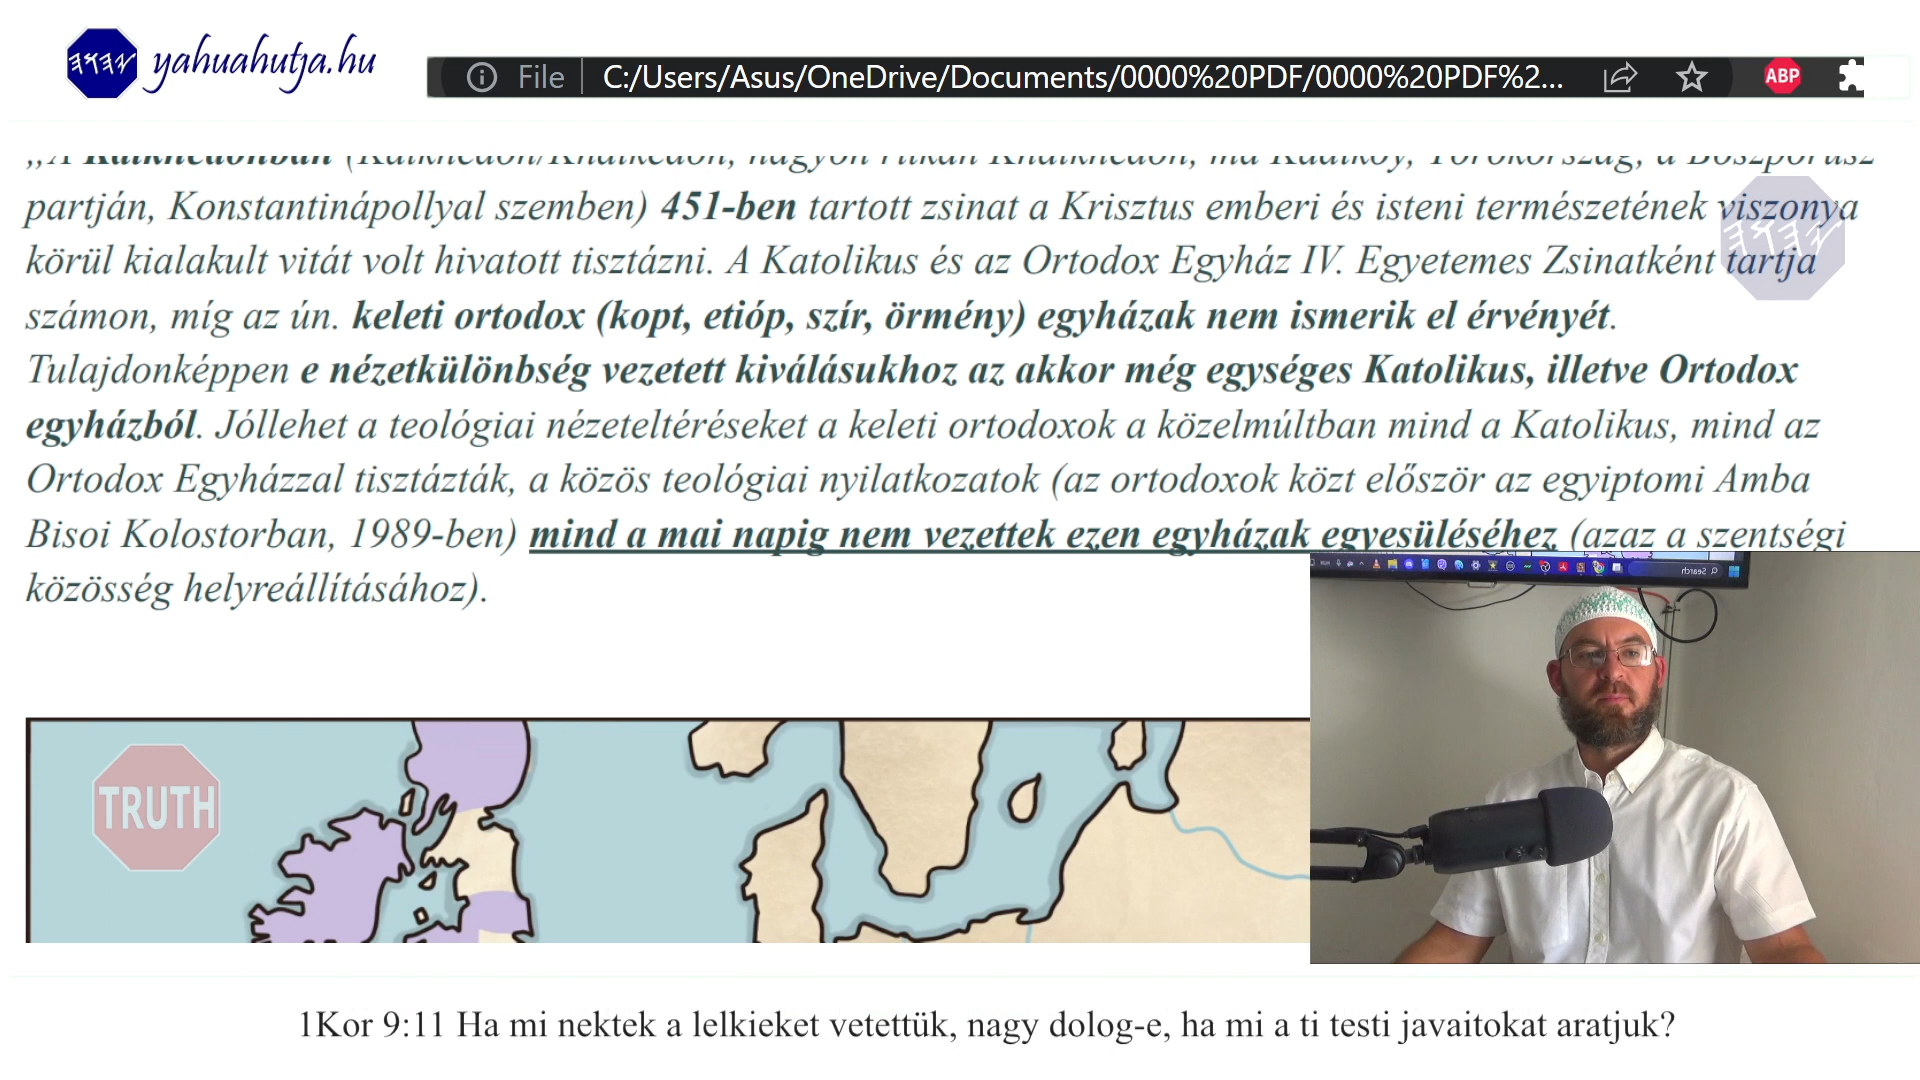 yahuahutja.hu
File C:/Users/Asus/OneDrive/Documents/0000%20PDF/0000%20PDF%2...
ABP
„A Kalkhedónban
partján, Konstantinápollyal szemben) 451-ben tartott zsinat a Krisztus emberi és isteni természetének viszonya
körül kialakult vitát volt hivatott tisztázni. A Katolikus és az Ortodox Egyház IV. Egyetemes Zsinatként tartja
számon, míg az ún. keleti ortodox (kopt, etióp, szír, örmény) egyházak nem ismerik el érvényét.
Tulajdonképpen e nézetkülönbség vezetett kiválásukhoz az akkor még egységes Katolikus, illetve Ortodox
egyházból. Jóllehet a teológiai nézeteltéréseket a keleti ortodoxok a közelmúltban mind a Katolikus, mind az
Ortodox Egyházzal tisztázták, a közös teológiai nyilatkozatok (az ortodoxok közt először az egyiptomi Amba
Bisoi Kolostorban, 1989-ben) mind a mai napig nem vezettek ezen egyházak egyesüléséhez (azaz a szentségi
közösség helyreállításához).
Search
TRUTH
1Kor 9:11 Ha mi nektek a lelkieket vetettük, nagy dolog-e, ha mi a ti testi javaitokat aratjuk?